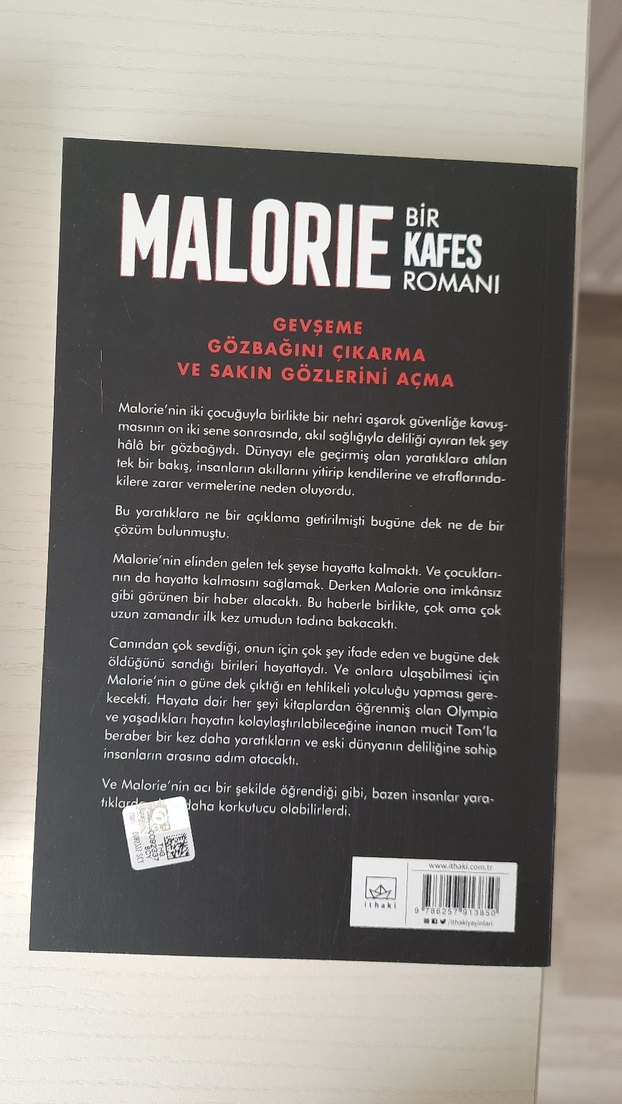 MALORIE
BİR
KAFES
ROMANI
GEVŞEME
GÖZBAĞINI ÇIKARMA
VE SAKIN GÖZLERİNİ AÇMA
Malorie’nin iki çocuğuyla birlikte bir nehri aşarak güvenliğe kavuş-
masının on iki sene sonrasında, akıl sağlığıyla deliliği ayıran tek şey
hâlâ bir gözbağıydı. Dünyayı ele geçirmiş olan yaratıklara atılan
tek bir bakış, insanların akıllarını yitirip kendilerine ve etraflarında-
kilere zarar vermelerine neden oluyordu.
Bu yaratıklara ne bir açıklama getirilmişti bugüne dek ne de bir
çözüm bulunmuştu.
Malorie’nin elinden gelen tek şeyse hayatta kalmaktı. Ve çocukları-
nın da hayatta kalmasını sağlamak. Derken Malorie ona imkânsız
gibi görünen bir haber alacaktı. Bu haberle birlikte, çok ama çok
uzun zamandır ilk kez umudun tadına bakacaktı.
Canından çok sevdiği, onun için çok şey ifade eden ve bugüne dek
öldüğünü sandığı birileri hayattaydı. Ve onlara ulaşabilmesi için
Malorie’nin o güne dek çıktığı en tehlikeli yolculuğu yapması gere-
kecekti. Hayata dair her şeyi kitaplardan öğrenmiş olan Olympia
ve yaşadıkları hayatın kolaylaştırılabileceğine inanan mucit Tom’la
beraber bir kez daha yaratıkların ve eski dünyanın deliliğine sahip
insanların arasına adım atacaktı.
Ve Malorie’nin acı bir şekilde öğrendiği gibi, bazen insanlar yara-
daha korkutucu olabilirlerdi.
www.ithaki.com.tr
ithaki
9 786257 913850
/ithakiyayinlari